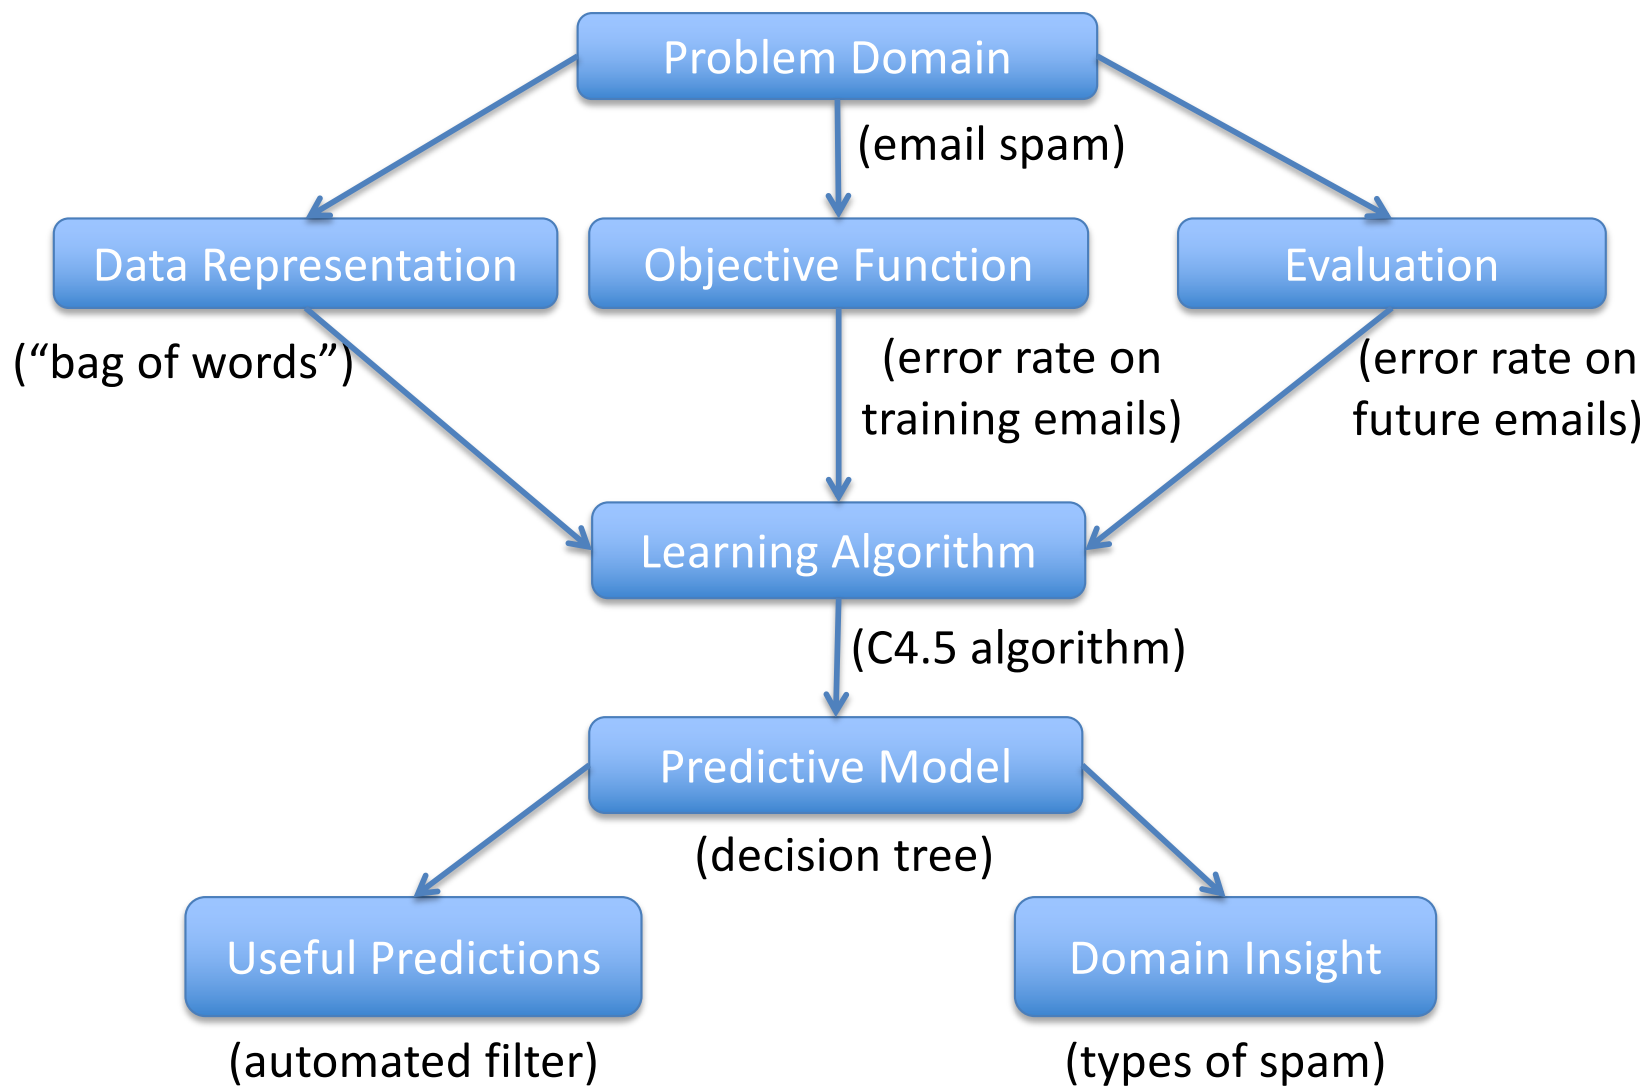 Problem Domain
(email spam)
Data Representation
Objective Function
Evaluation
(“bag of words”)
(error rate on
training emails)
(error rate on
future emails)
Learning Algorithm
(C4.5 algorithm)
Predictive Model
(decision tree)
Useful Predictions
Domain Insight
(automated filter)
(types of spam)